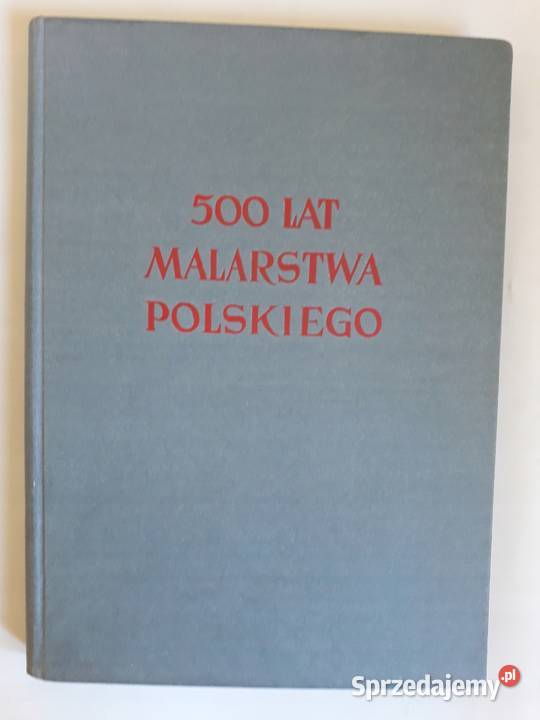 500 LAT
MALARSTWA
POLSKIEGO
Sprzedajemy.pl